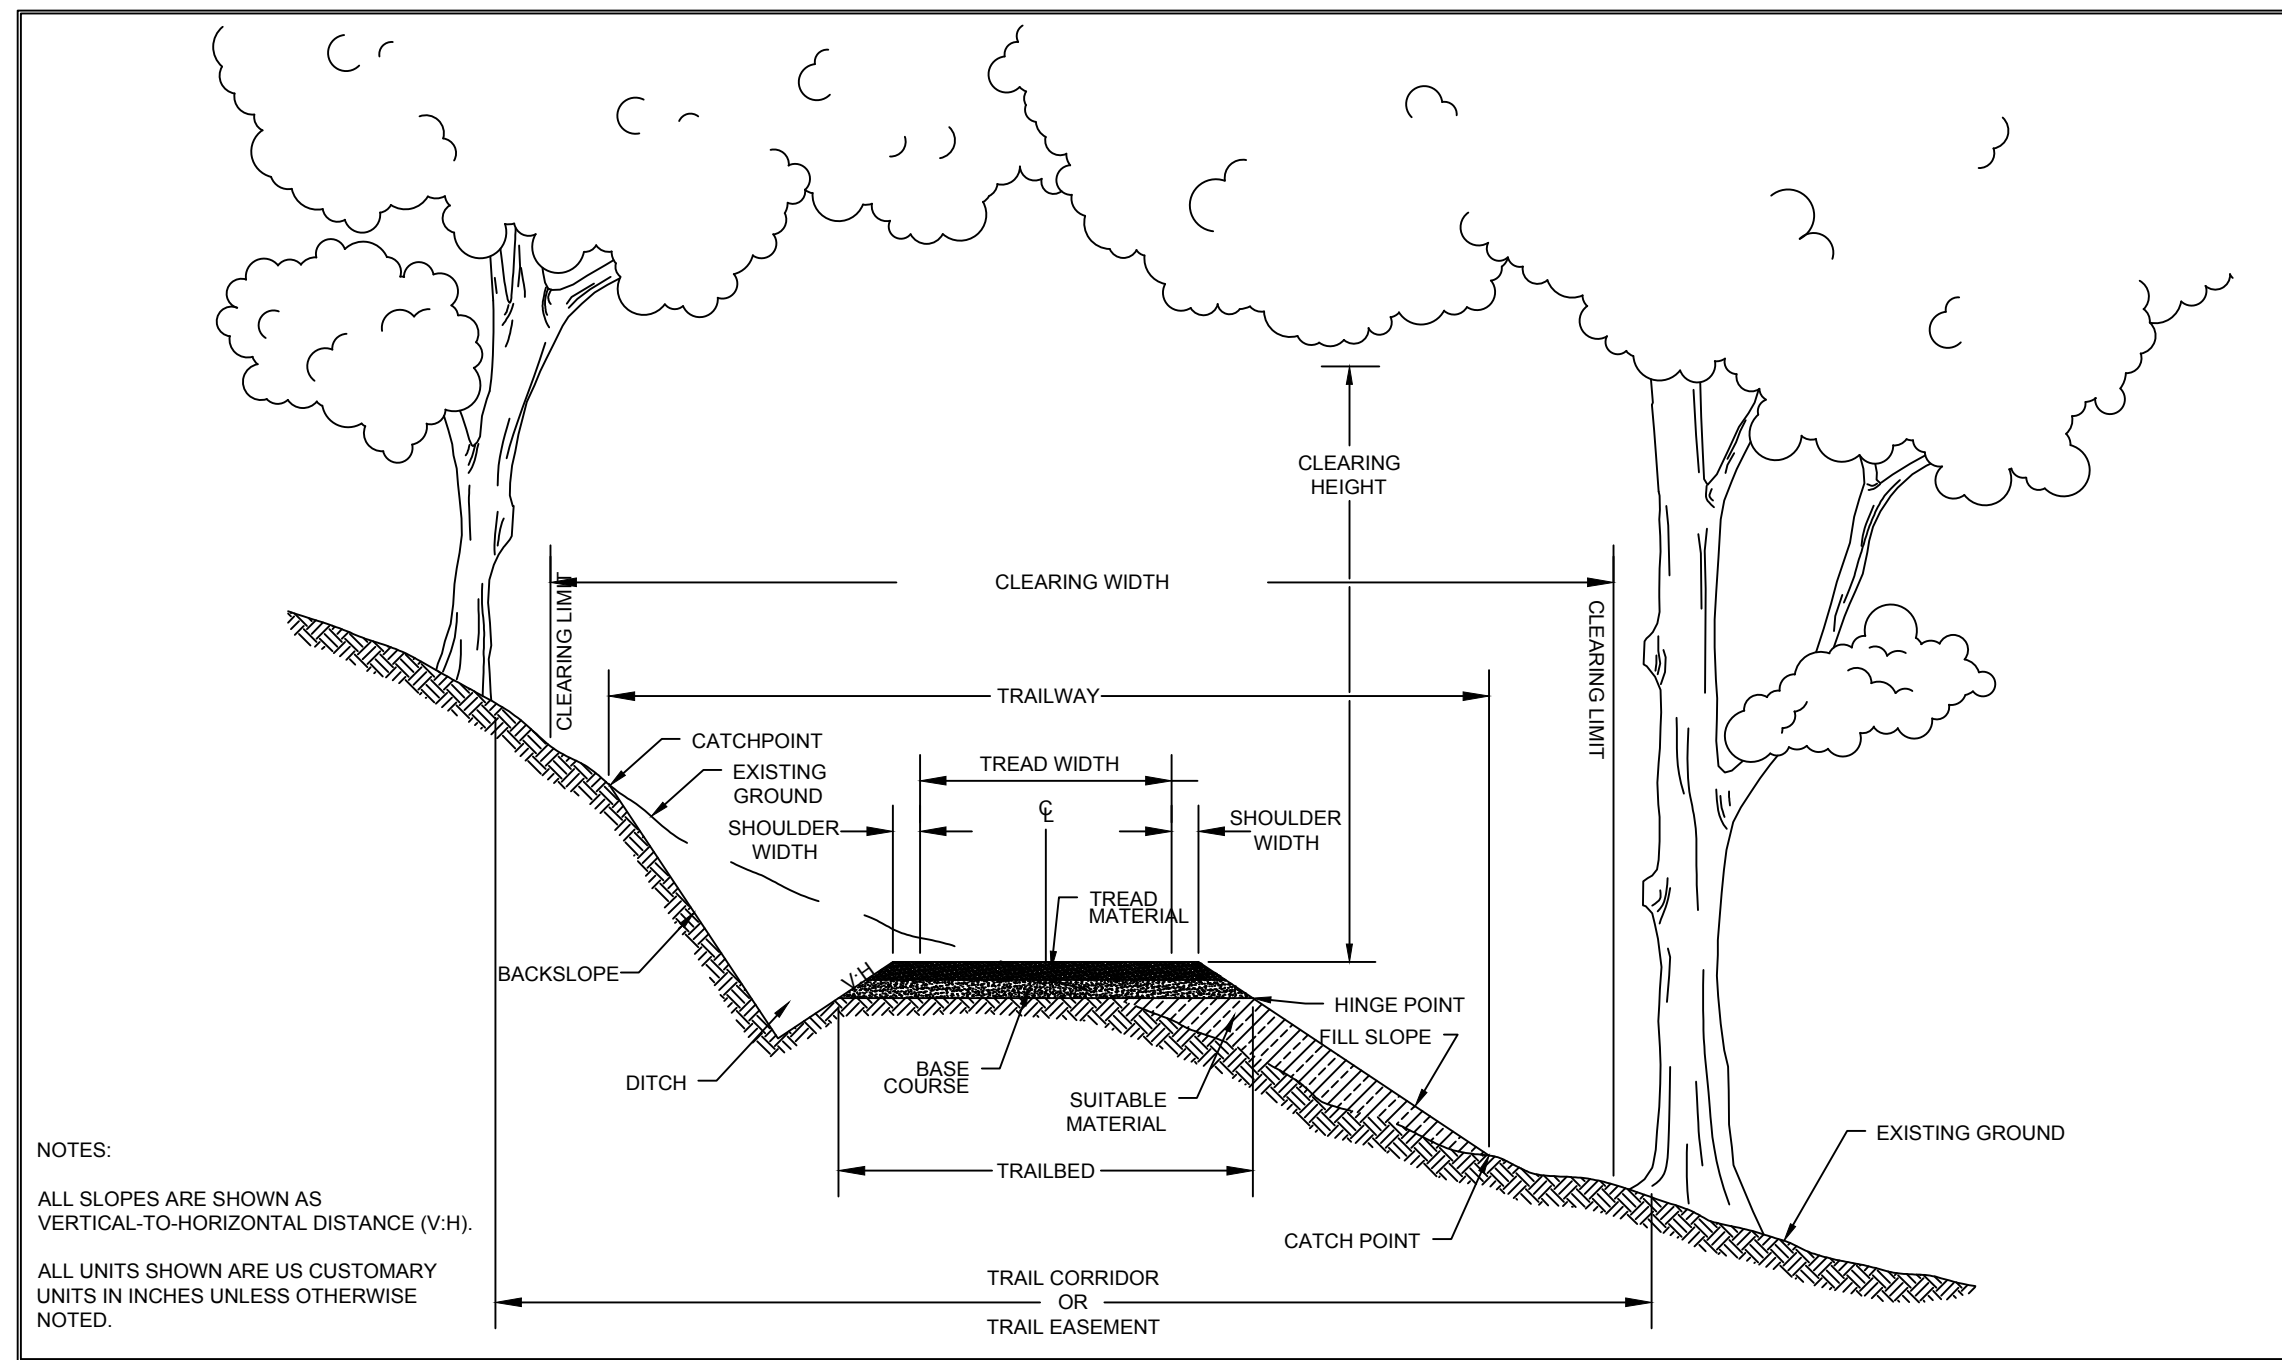 CLEARING
HEIGHT
CLEARING WIDTH
CLEARING LIMIT
CLEARING LIMIT
TRAILWAY
CATCHPOINT
EXISTING
GROUND
TREAD WIDTH
℄
SHOULDER
WIDTH
SHOULDER
WIDTH
TREAD
MATERIAL
BACKSLOPE
V:H
HINGE POINT
FILL SLOPE
DITCH
BASE
COURSE
SUITABLE
MATERIAL
EXISTING GROUND
TRAILBED
CATCH POINT
NOTES:
ALL SLOPES ARE SHOWN AS
VERTICAL-TO-HORIZONTAL DISTANCE (V:H).
ALL UNITS SHOWN ARE US CUSTOMARY
UNITS IN INCHES UNLESS OTHERWISE
NOTED.
TRAIL CORRIDOR
OR
TRAIL EASEMENT